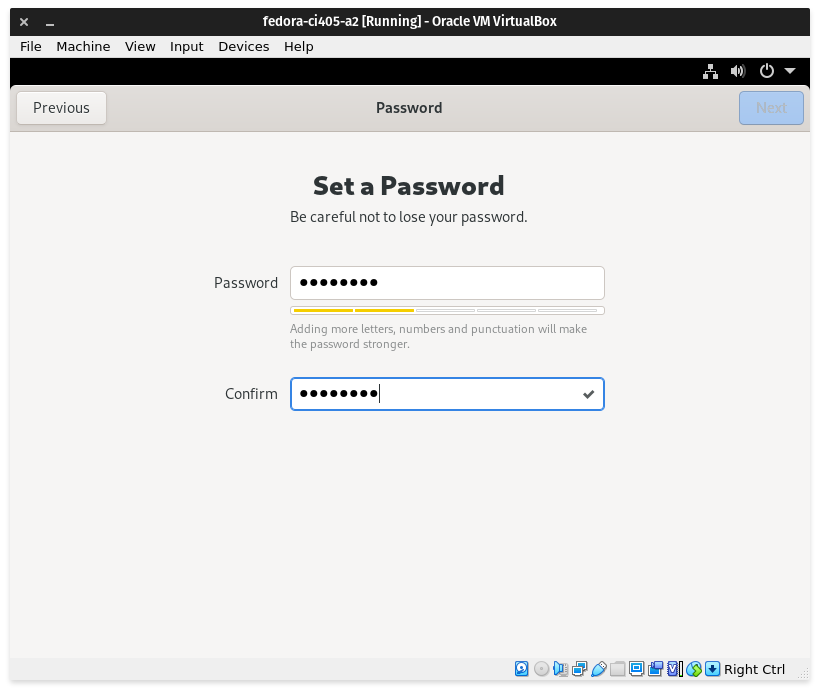 fedora-ci405-a2 [Running] - Oracle VM VirtualBox
File Machine View Input Devices Help
Previous Password Next
Set a Password
Be careful not to lose your password.
Password ●●●●●●●●
Adding more letters, numbers and punctuation will make
the password stronger.
Confirm ●●●●●●●●
Right Ctrl